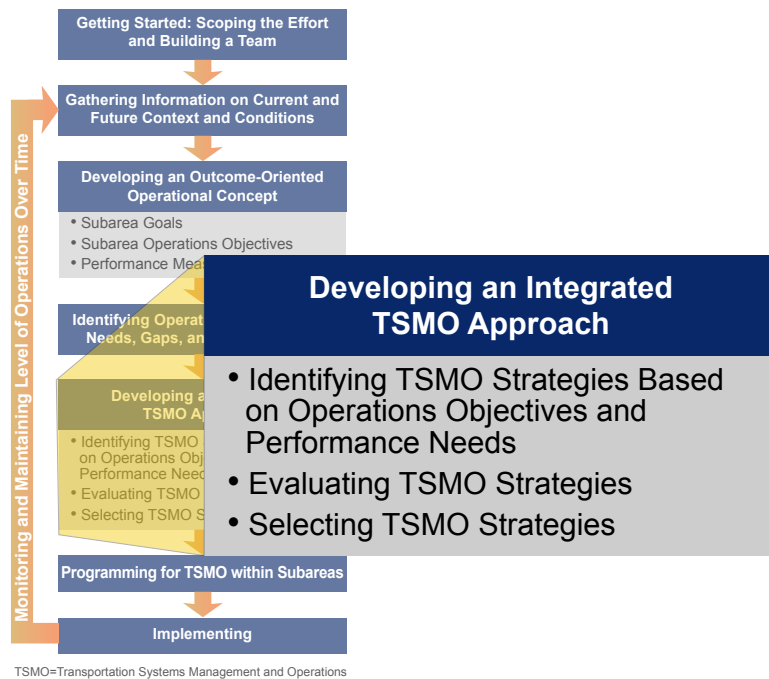 Getting Started: Scoping the Effort
and Building a Team
Gathering Information on Current and
Future Context and Conditions
Developing an Outcome-Oriented
Operational Concept
• Subarea Goals
• Subarea Operations Objectives
• Performance Meas
Identifying Operat
Needs, Gaps, an
Developing a
TSMO Ap
• Identifying TSMO
on Operations Obj
Performance Need
• Evaluating TSMO
• Selecting TSMO S
Developing an Integrated
TSMO Approach
• Identifying TSMO Strategies Based
on Operations Objectives and
Performance Needs
• Evaluating TSMO Strategies
• Selecting TSMO Strategies
Programming for TSMO within Subareas
Implementing
Monitoring and Maintaining Level of Operations Over Time
TSMO=Transportation Systems Management and Operations